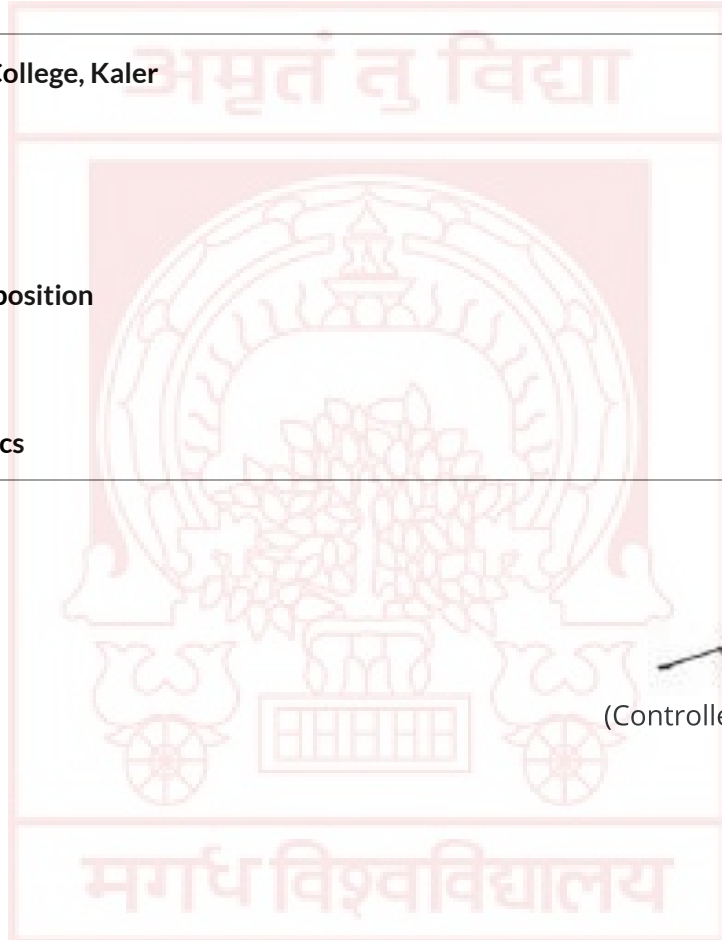 अमृतं तु विद्या
College, Kaler
position
cs
(Controlle
मगध विश्वविद्यालय